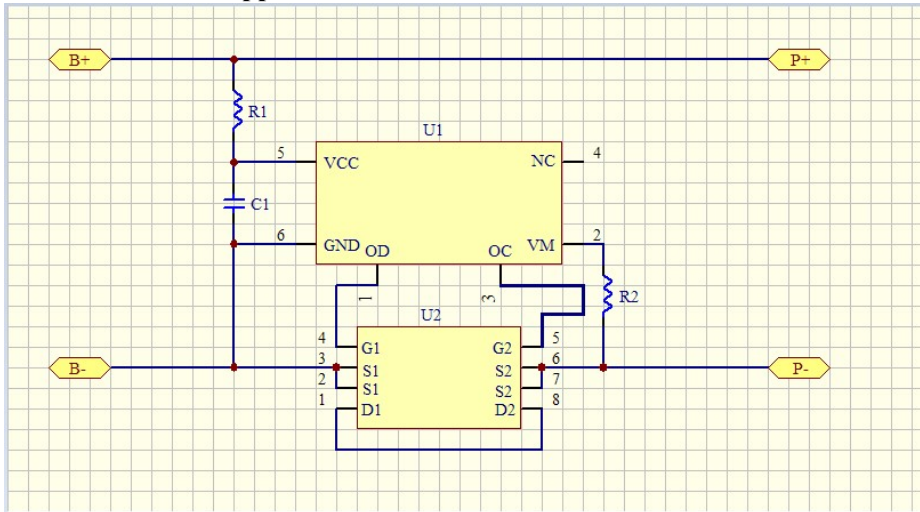 B+ P+
R1
U1
5 VCC NC 4
C1
6 GND OD OC VM 2
1 3 R2
U2
4 G1 G2 5
3 S1 S2 6
B- P-
2 S1 S2 7
1 D1 D2 8